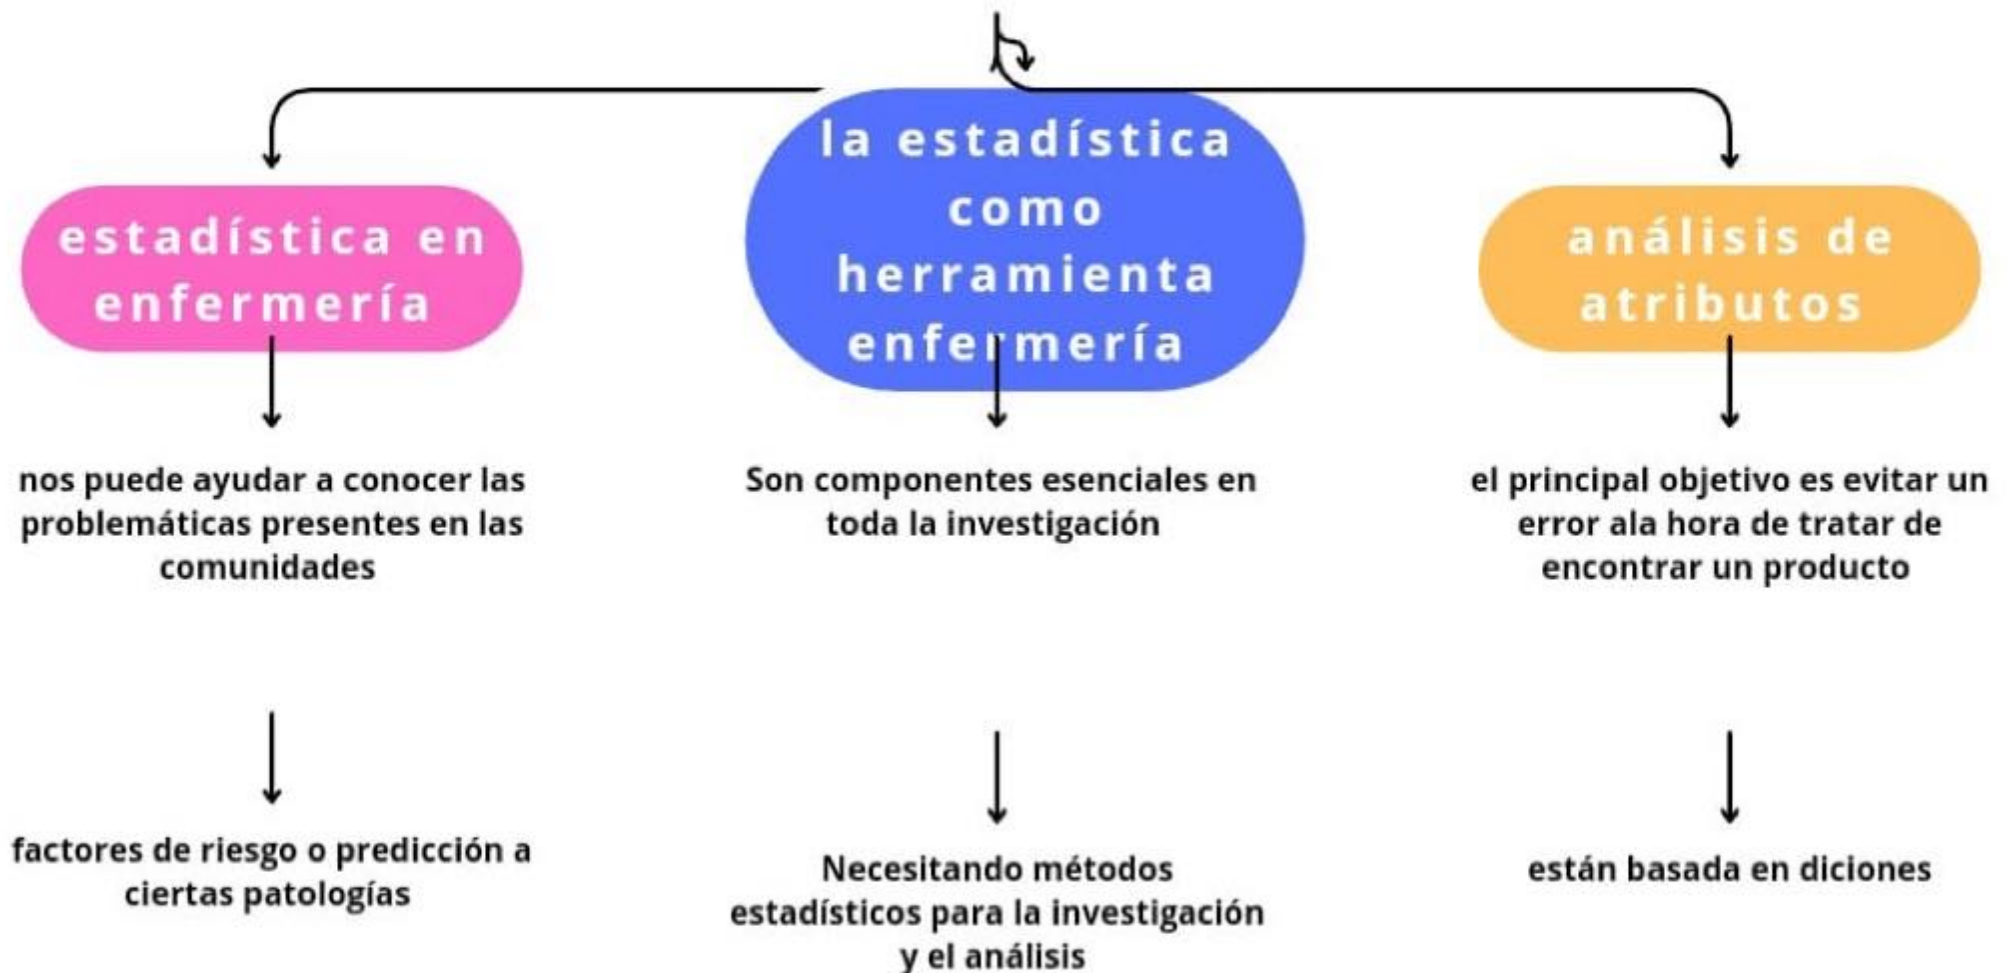 estadística en
enfermería
nos puede ayudar a conocer las
problemáticas presentes en las
comunidades
factores de riesgo o predicción a
ciertas patologías
la estadística
como
herramienta
enfermería
Son componentes esenciales en
toda la investigación
Necesitando métodos
estadísticos para la investigación
y el análisis
análisis de
atributos
el principal objetivo es evitar un
error ala hora de tratar de
encontrar un producto
están basada en diciones